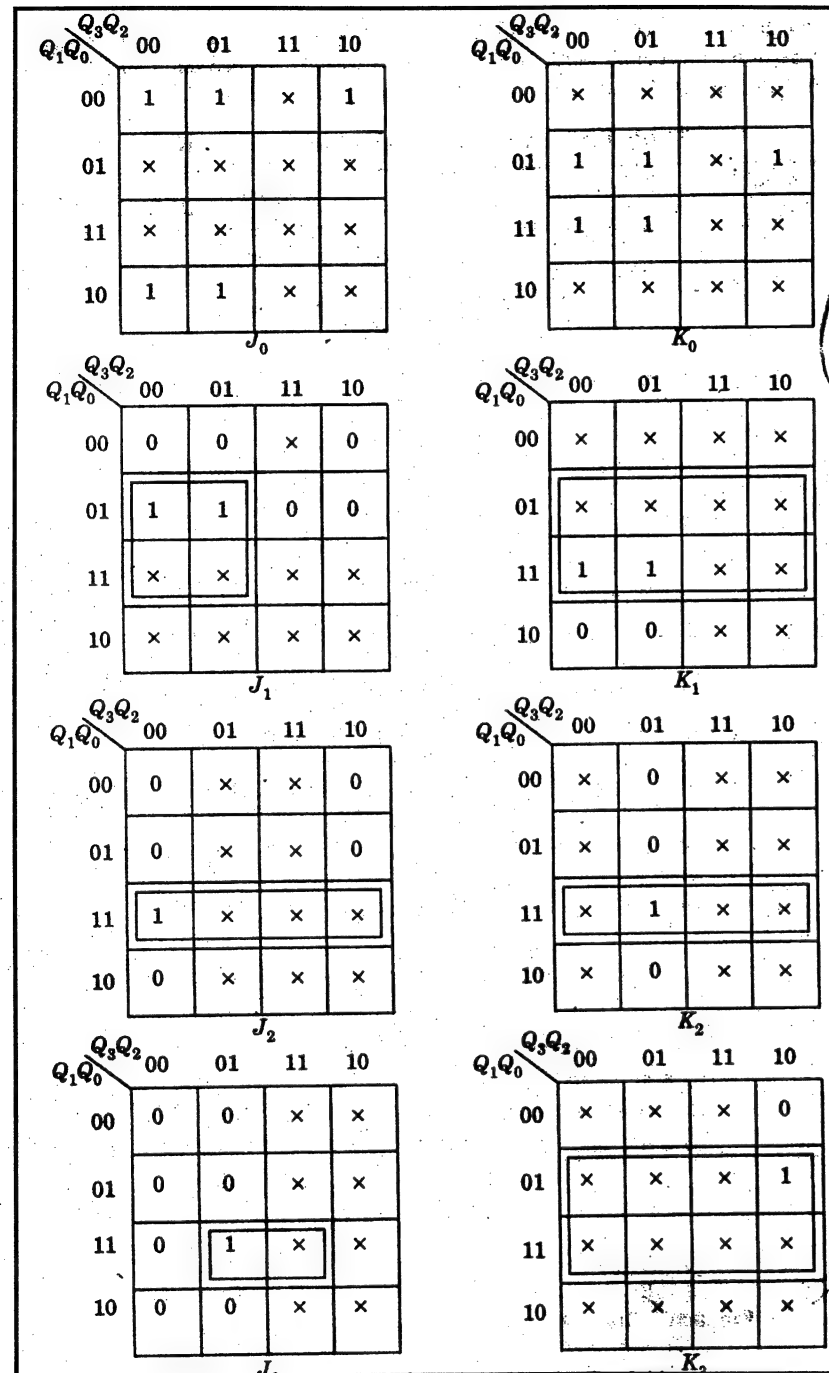 Q₃Q₂ 00 01 11 10 Q₃Q₂ 00 01 11 10
Q₁Q₀ Q₁Q₀
00 1 1 × 1 00 × × × ×
01 × × × × 01 1 1 × 1
11 × × × × 11 1 1 × ×
10 1 1 × × 10 × × × ×
J₀ K₀
Q₃Q₂ 00 01 11 10 Q₃Q₂ 00 01 11 10
Q₁Q₀ Q₁Q₀
00 0 0 × 0 00 × × × ×
01 1 1 0 0 01 × × × ×
11 × × × × 11 1 1 × ×
10 × × × × 10 0 0 × ×
J₁ K₁
Q₃Q₂ 00 01 11 10 Q₃Q₂ 00 01 11 10
Q₁Q₀ Q₁Q₀
00 0 × × 0 00 × 0 × ×
01 0 × × 0 01 × 0 × ×
11 1 × × × 11 × 1 × ×
10 0 × × × 10 × 0 × ×
J₂ K₂
Q₃Q₂ 00 01 11 10 Q₃Q₂ 00 01 11 10
Q₁Q₀ Q₁Q₀
00 0 0 × × 00 × × × 0
01 0 0 × × 01 × × × 1
11 0 1 × × 11 × × × ×
10 0 0 × × 10 × × × ×